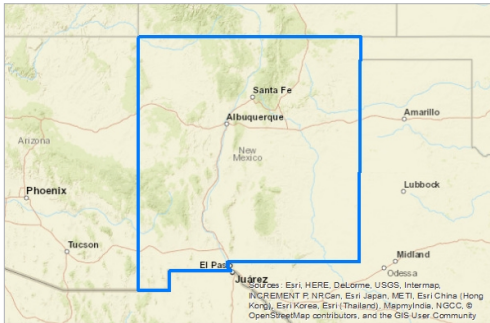 Santa Fe
Albuquerque
Amarillo
Arizona
New
Mexico
Phoenix
Lubbock
Tucson
Midland
El Paso
Odessa
Juárez
Sources: Esri, HERE, DeLorme, USGS, Intermap,
INCREMENT P, NRCan, Esri Japan, METI, Esri China (Hong
Kong), Esri Korea, Esri (Thailand), MapmyIndia, NGCC, ©
OpenStreetMap contributors, and the GIS User Community